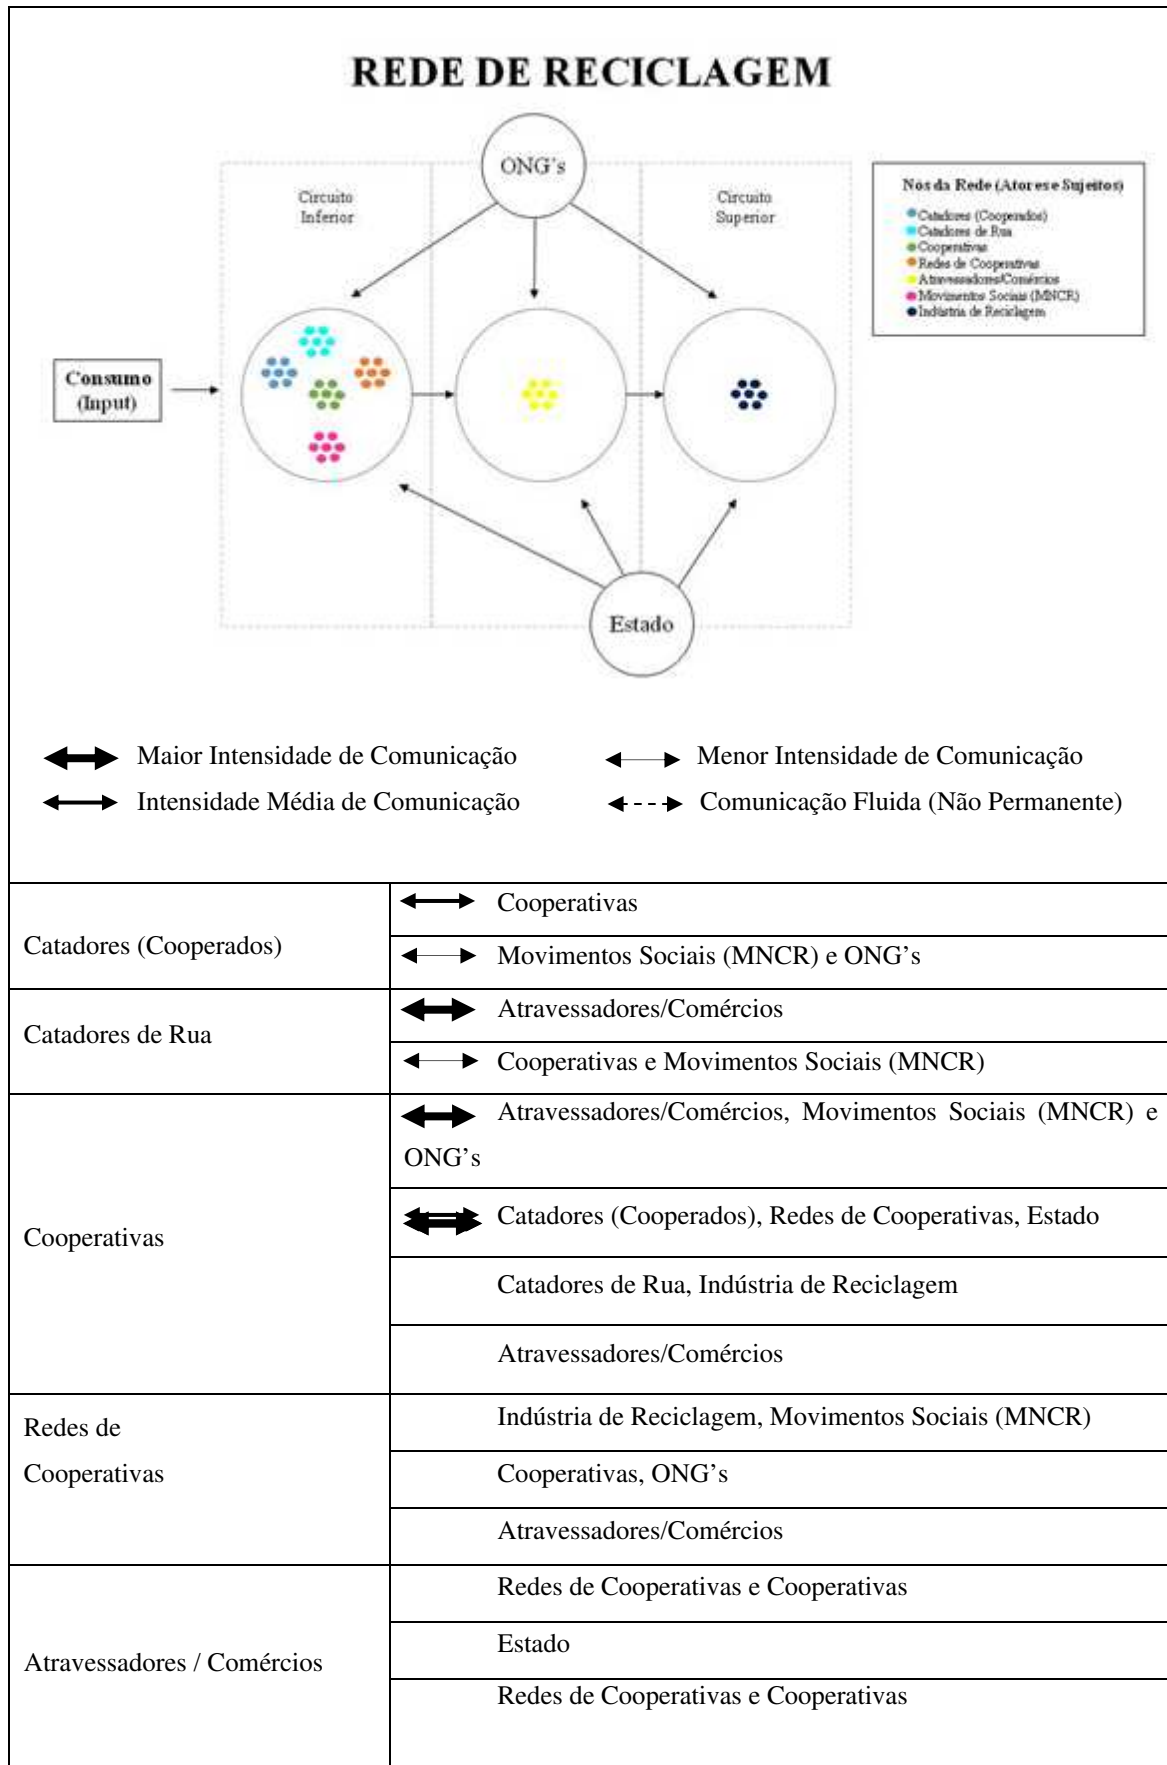 REDE DE RECICLAGEM
ONG's
Circuito
Inferior
Circuito
Superior
Nós da Rede (Atores e Sujeitos)
Catadores (Cooperados)
Catadores de Rua
Cooperativas
Redes de Cooperativas
Atravessadores/Comércios
Movimentos Sociais (MNCR)
Indústria de Reciclagem
Consumo
(Input)
Estado
Maior Intensidade de Comunicação
Menor Intensidade de Comunicação
Intensidade Média de Comunicação
Comunicação Fluida (Não Permanente)
Catadores (Cooperados)
Cooperativas
Movimentos Sociais (MNCR) e ONG's
Catadores de Rua
Atravessadores/Comércios
Cooperativas e Movimentos Sociais (MNCR)
Cooperativas
Atravessadores/Comércios, Movimentos Sociais (MNCR) e
ONG's
Catadores (Cooperados), Redes de Cooperativas, Estado
Catadores de Rua, Indústria de Reciclagem
Atravessadores/Comércios
Redes de
Cooperativas
Indústria de Reciclagem, Movimentos Sociais (MNCR)
Cooperativas, ONG's
Atravessadores/Comércios
Atravessadores / Comércios
Redes de Cooperativas e Cooperativas
Estado
Redes de Cooperativas e Cooperativas